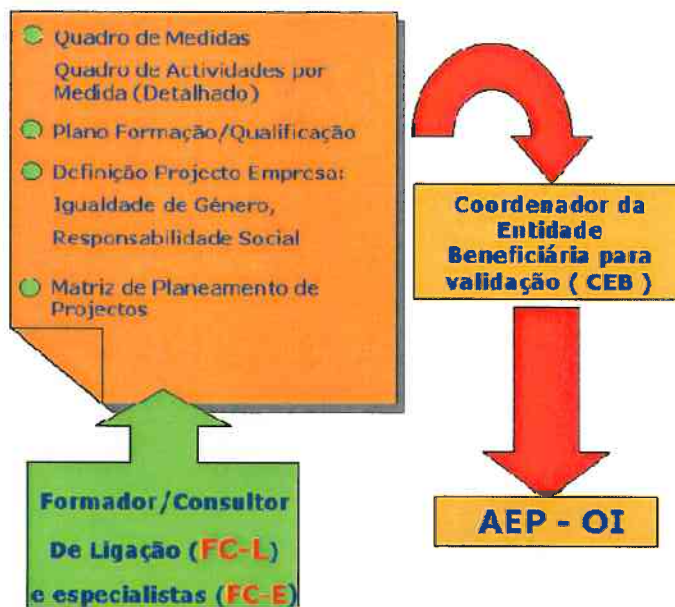 Quadro de Medidas
Quadro de Actividades por
Medida (Detalhado)
Plano Formação/Qualificação
Definição Projecto Empresa:
Igualdade de Género,
Responsabilidade Social
Matriz de Planeamento de
Projectos
Coordenador da
Entidade
Beneficiária para
validação ( CEB )
Formador/Consultor
De Ligação (FC-L)
e especialistas (FC-E)
AEP - OI